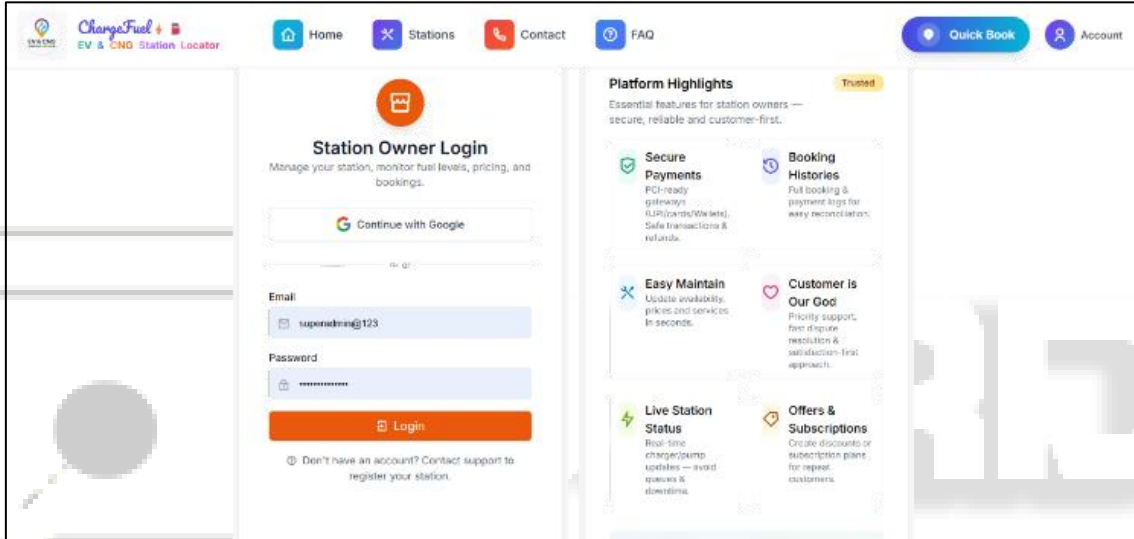 EV & CNG
ChargeFuel
EV & CNG Station Locator
Home
Stations
Contact
FAQ
Quick Book
Account
Station Owner Login
Manage your station, monitor fuel levels, pricing, and
bookings.
Continue with Google
or
Email
superadmin@123
Password
Login
Don't have an account? Contact support to
register your station.
Platform Highlights
Trusted
Essential features for station owners —
secure, reliable and customer-first.
Secure
Payments
PCI-ready
gateways
(UPI/cards/Wallets).
Safe transactions &
refunds.
Booking
Histories
Full booking &
payment logs for
easy reconciliation.
Easy Maintain
Update availability,
prices and services
in seconds.
Customer is
Our God
Priority support,
fast dispute
resolution &
satisfaction-first
approach.
Live Station
Status
Real-time
charger/pump
updates — avoid
queues &
downtime.
Offers &
Subscriptions
Create discounts or
subscription plans
for repeat
customers.